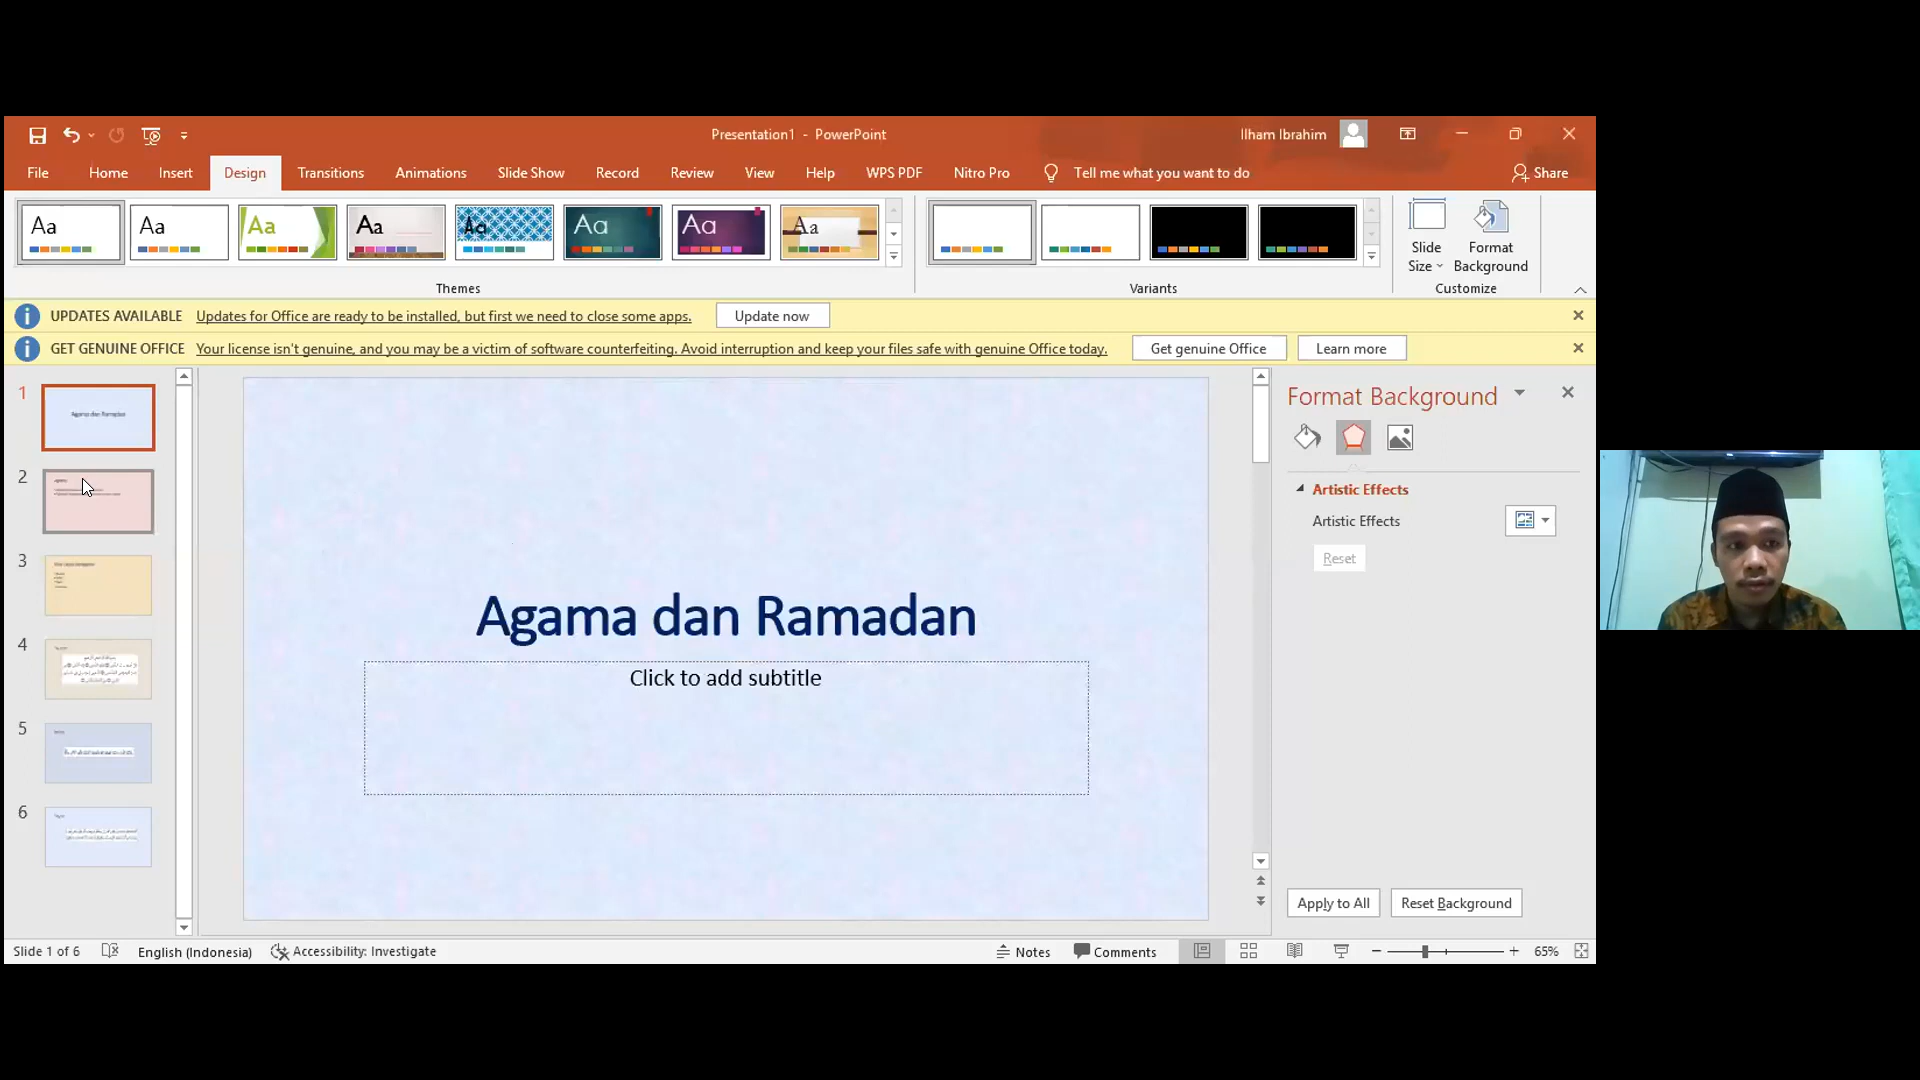 Presentation1 - PowerPoint
Ilham Ibrahim
File Home Insert Design Transitions Animations Slide Show Record Review View Help WPS PDF Nitro Pro Tell me what you want to do Share
Aa Aa Aa Aa Aa Aa Aa Aa
Slide Size
Format Background
Themes
Variants
Customize
UPDATES AVAILABLE Updates for Office are ready to be installed, but first we need to close some apps. Update now
GET GENUINE OFFICE Your license isn't genuine, and you may be a victim of software counterfeiting. Avoid interruption and keep your files safe with genuine Office today. Get genuine Office Learn more
1
Agama dan Ramadan
2
3
4
5
6
Agama dan Ramadan
Click to add subtitle
Format Background
Artistic Effects
Artistic Effects
Reset
Apply to All Reset Background
Slide 1 of 6 English (Indonesia) Accessibility: Investigate Notes Comments 65%